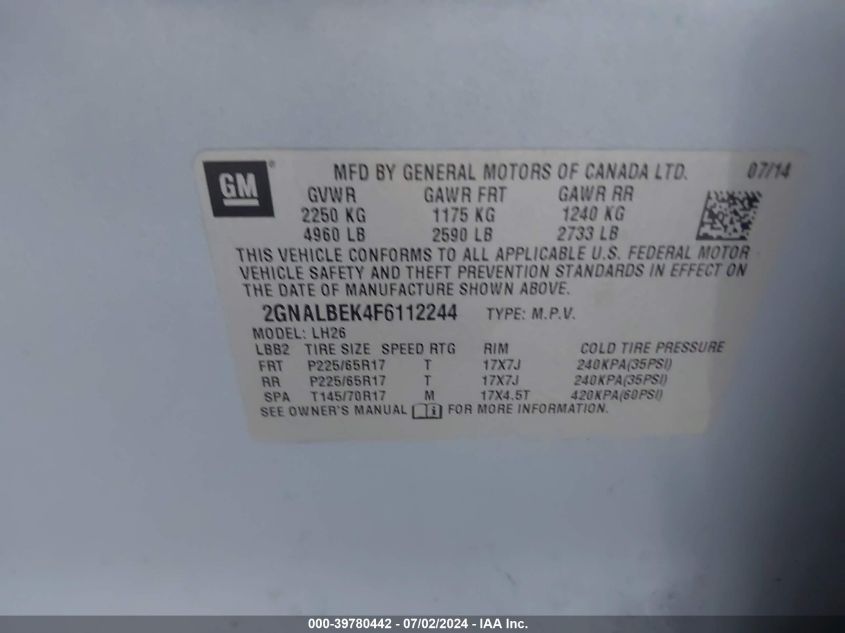 GM® MFD BY GENERAL MOTORS OF CANADA LTD. 07/14
GVWR GAWR FRT GAWR RR
2250 KG 1175 KG 1240 KG
4960 LB 2590 LB 2733 LB
THIS VEHICLE CONFORMS TO ALL APPLICABLE U.S. FEDERAL MOTOR
VEHICLE SAFETY AND THEFT PREVENTION STANDARDS IN EFFECT ON
THE DATE OF MANUFACTURE SHOWN ABOVE.
2GNALBEK4F6112244 TYPE: M.P.V.
MODEL: LH26
LBB2 TIRE SIZE SPEED RTG RIM COLD TIRE PRESSURE
FRT P225/65R17 T 17X7J 240KPA(35PSI)
RR P225/65R17 T 17X7J 240KPA(35PSI)
SPA T145/70R17 M 17X4.5T 420KPA(60PSI)
SEE OWNER'S MANUAL FOR MORE INFORMATION.
000-39780442 - 07/02/2024 - IAA Inc.